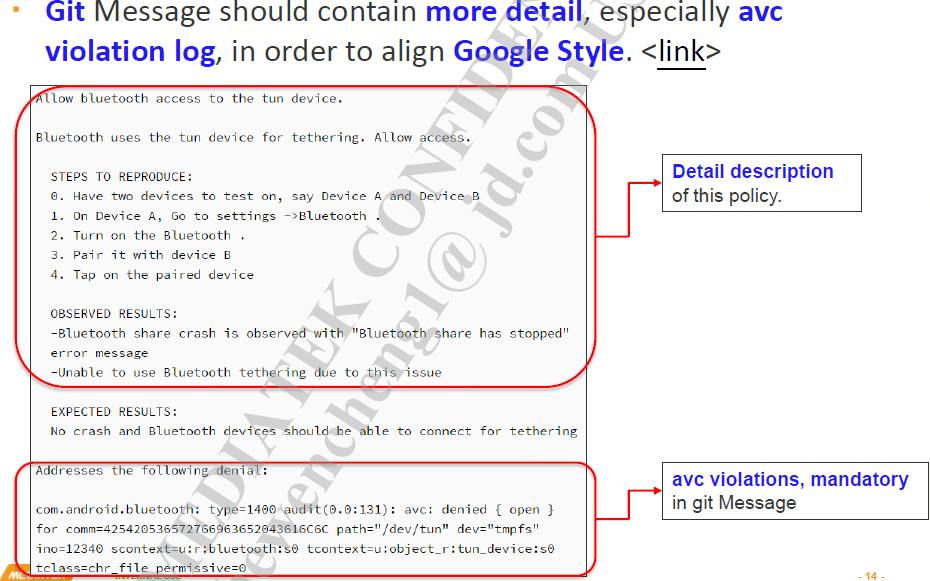 Git Message should contain more detail, especially avc
violation log, in order to align Google Style. <link>
Allow bluetooth access to the tun device.
Bluetooth uses the tun device for tethering. Allow access.
STEPS TO REPRODUCE:
0. Have two devices to test on, say Device A and Device B
1. On Device A, Go to settings ->Bluetooth .
2. Turn on the Bluetooth .
3. Pair it with device B
4. Tap on the paired device
OBSERVED RESULTS:
-Bluetooth share crash is observed with "Bluetooth share has stopped"
error message
-Unable to use Bluetooth tethering due to this issue
EXPECTED RESULTS:
No crash and Bluetooth devices should be able to connect for tethering
Addresses the following denial:
com.android.bluetooth: type=1400 audit(0.0:131): avc: denied { open }
for comm=425420536572766963652043616C6C path="/dev/tun" dev="tmpfs"
ino=12340 scontext=u:r:bluetooth:s0 tcontext=u:object_r:tun_device:s0
tclass=chr_file permissive=0
Detail description
of this policy.
avc violations, mandatory
in git Message
MEDIATEK
- 14 -